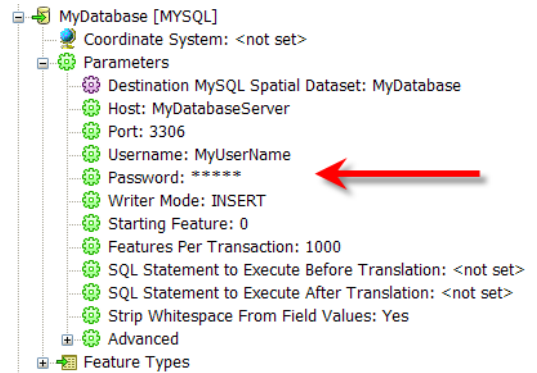 MyDatabase [MYSQL]
Coordinate System: <not set>
Parameters
Destination MySQL Spatial Dataset: MyDatabase
Host: MyDatabaseServer
Port: 3306
Username: MyUserName
Password: *****
Writer Mode: INSERT
Starting Feature: 0
Features Per Transaction: 1000
SQL Statement to Execute Before Translation: <not set>
SQL Statement to Execute After Translation: <not set>
Strip Whitespace From Field Values: Yes
Advanced
Feature Types